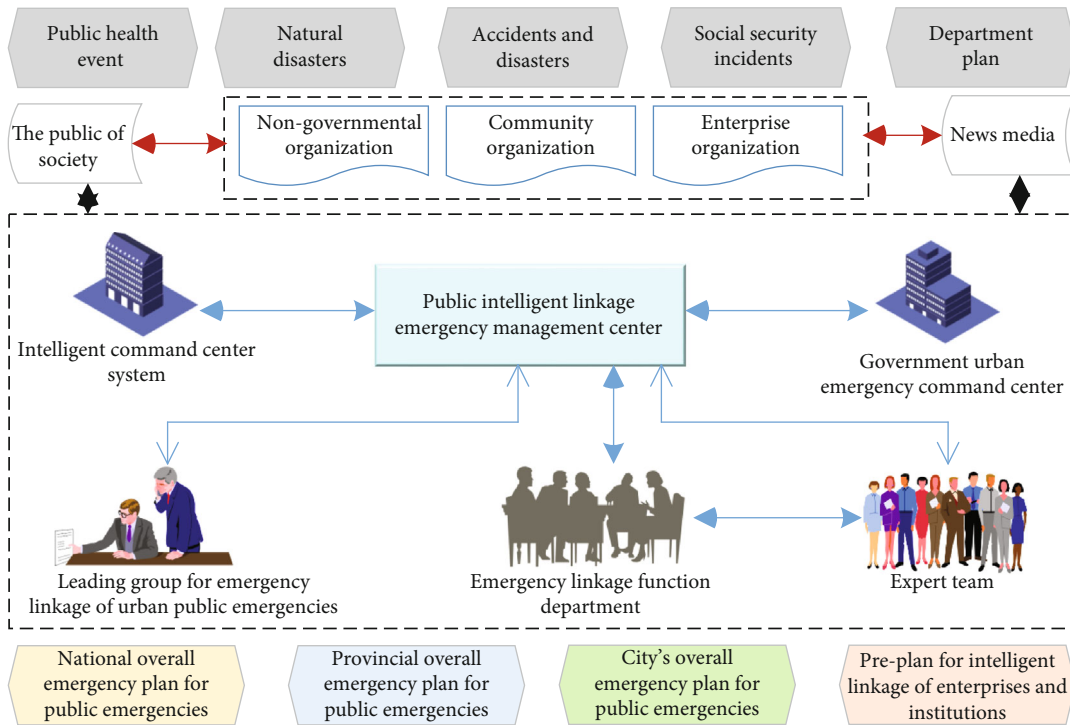 Public health
event
Natural
disasters
Accidents and
disasters
Social security
incidents
Department
plan
The public of
society
Non-governmental
organization
Community
organization
Enterprise
organization
News media
Intelligent command center
system
Public intelligent linkage
emergency management center
Government urban
emergency command center
Leading group for emergency
linkage of urban public emergencies
Emergency linkage function
department
Expert team
National overall
emergency plan for
public emergencies
Provincial overall
emergency plan for
public emergencies
City's overall
emergency plan for
public emergencies
Pre-plan for intelligent
linkage of enterprises and
institutions